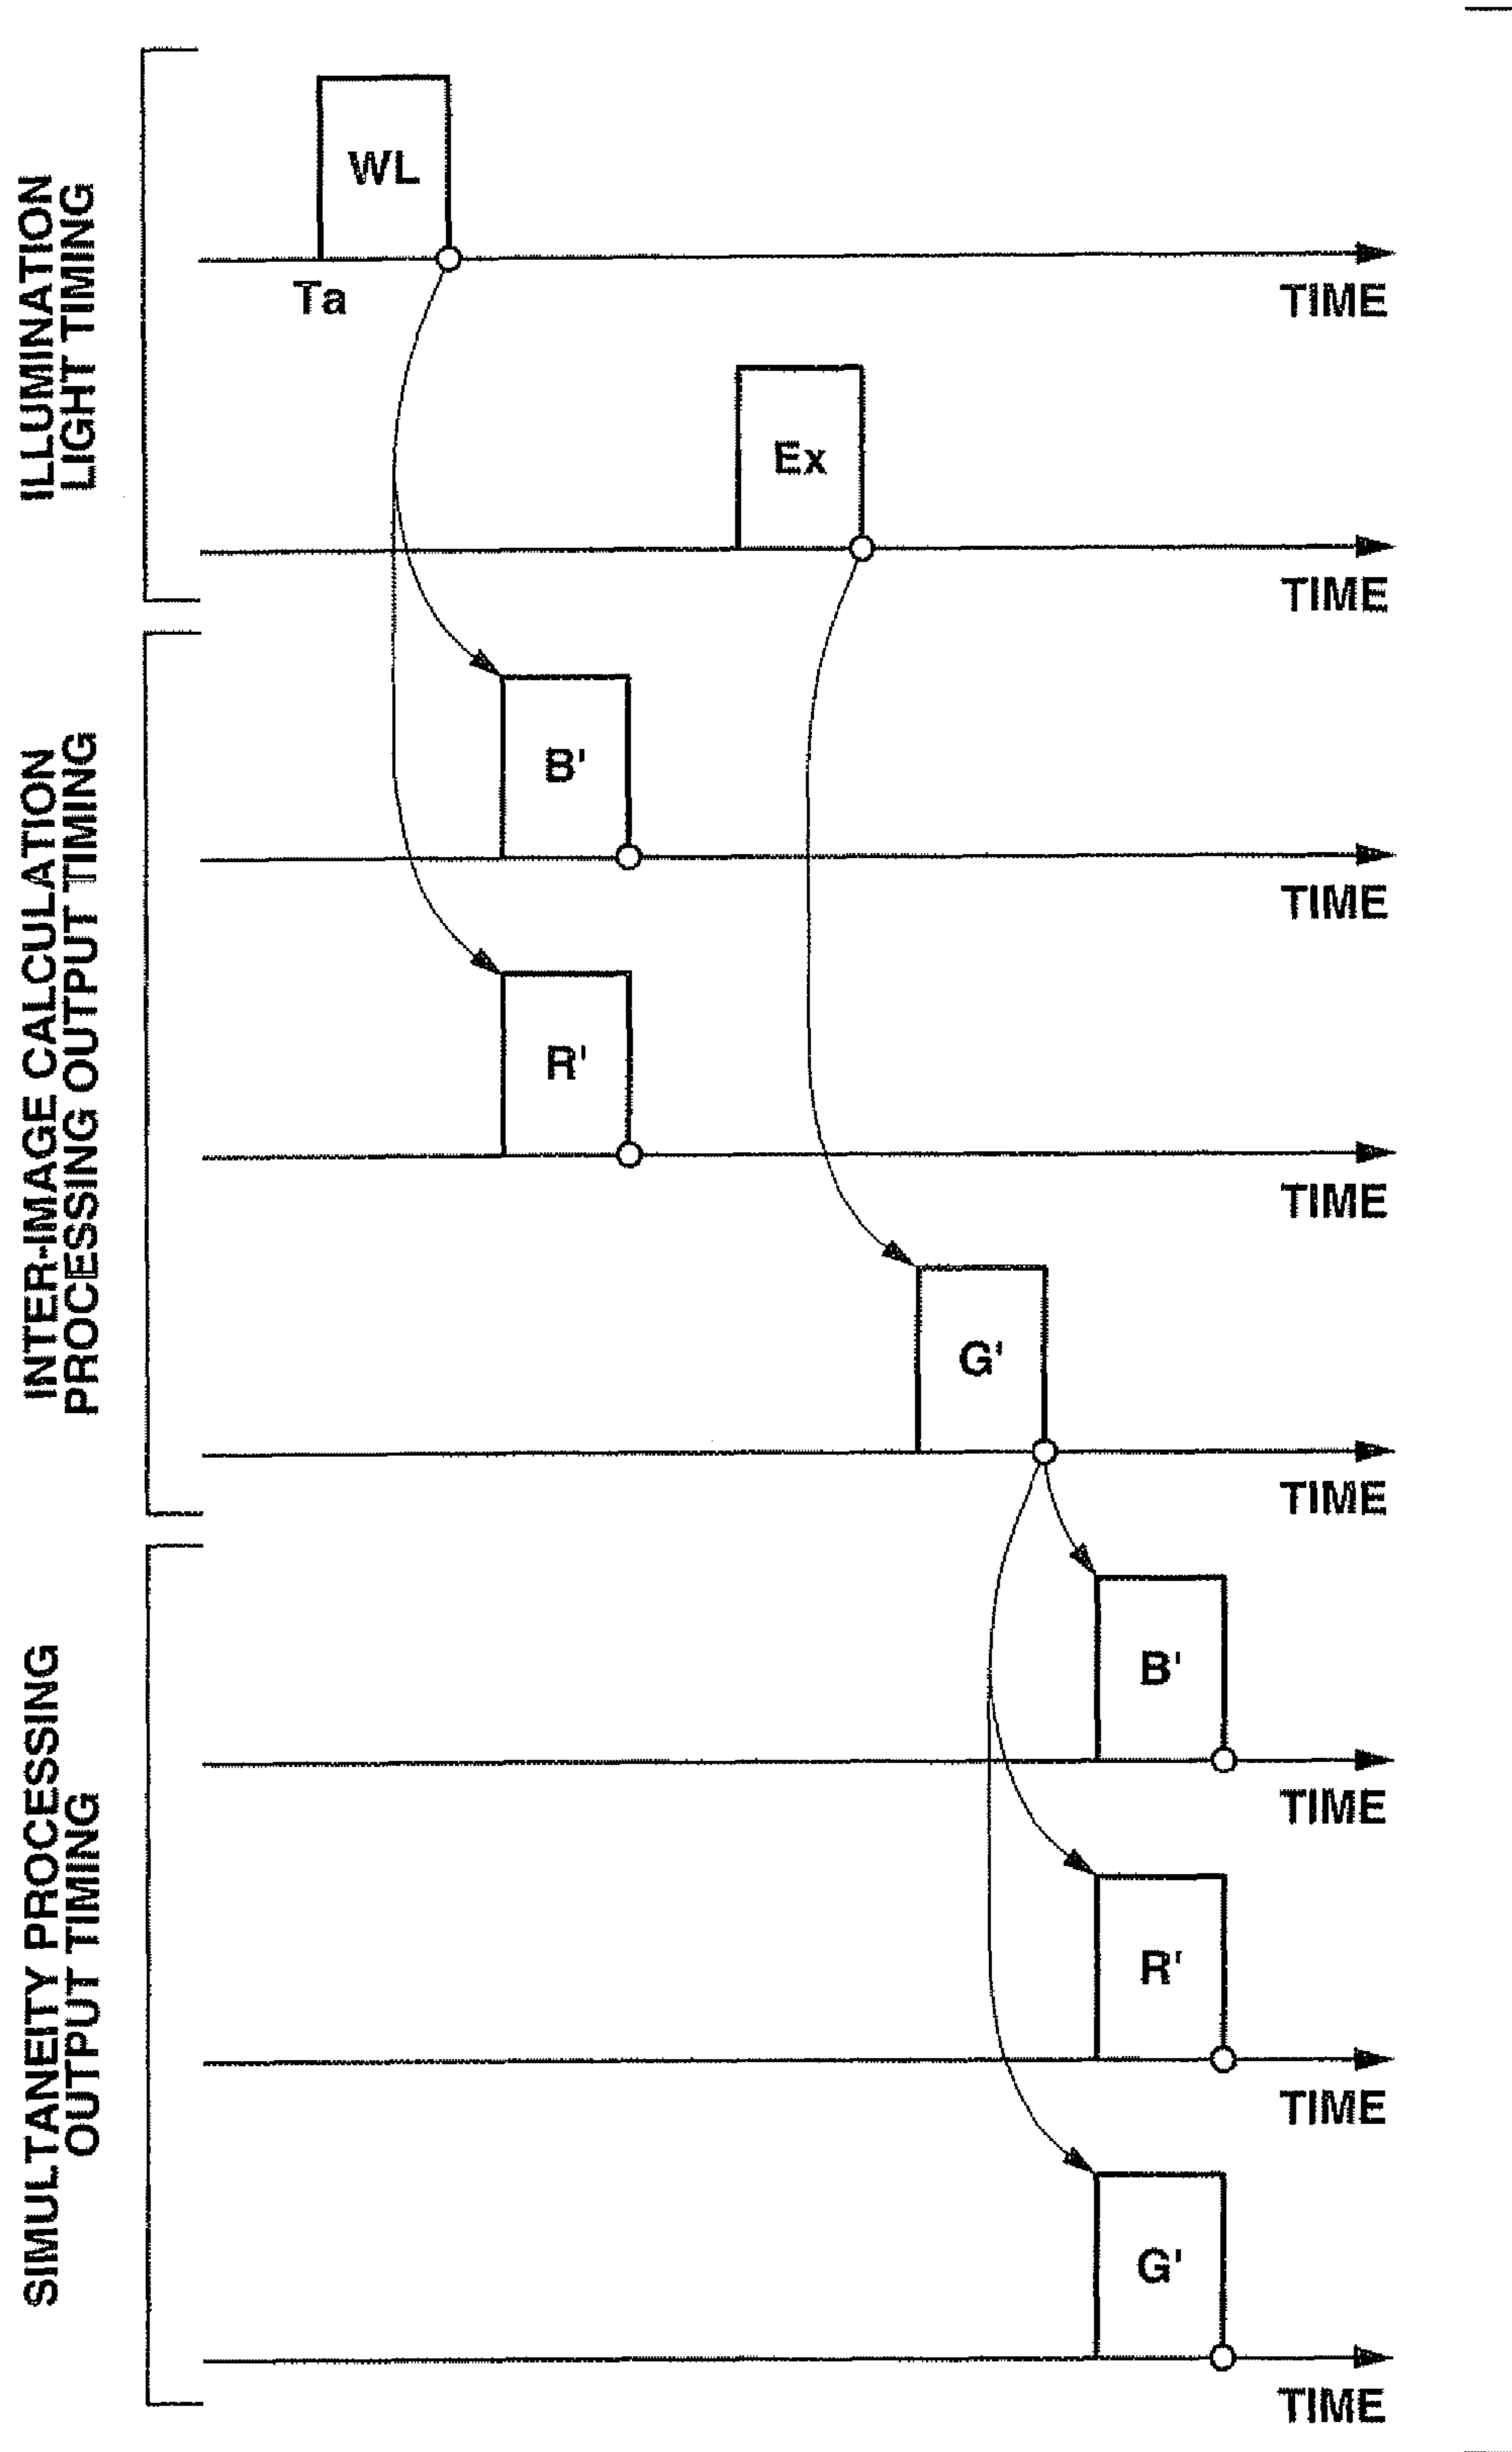 ILLUMINATION
LIGHT TIMING
WL
Ta
TIME
Ex
TIME
INTER-IMAGE CALCULATION
PROCESSING OUTPUT TIMING
B'
TIME
R'
TIME
G'
TIME
SIMULTANEITY PROCESSING
OUTPUT TIMING
B'
TIME
R'
TIME
G'
TIME